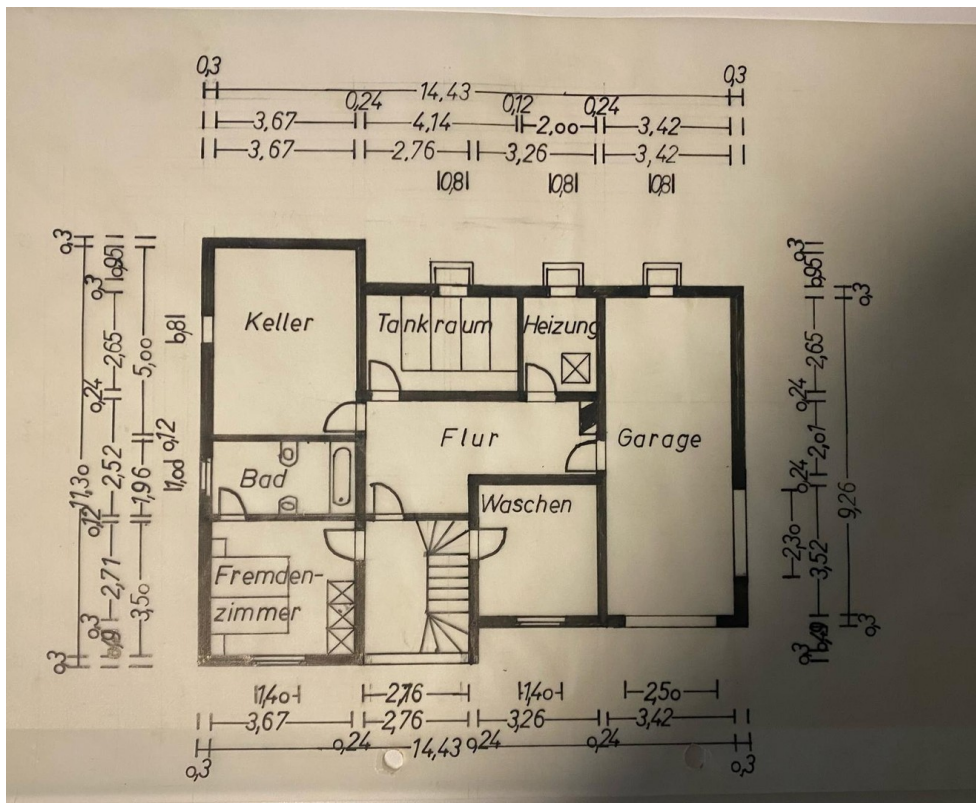 0,3 0,3
14,43
0,24 0,12 0,24
3,67 4,14 2,00 3,42
3,67 2,76 3,26 3,42
0,81 0,81 0,81
Keller
Tankraum
Heizung
Flur
Garage
Bad
Waschen
Fremden-
zimmer
0,3
11,30
0,3
0,95
0,3
2,65
0,24
2,52
0,12
2,71
0,3
5,00
0,12
1,96
3,50
0,81
0,3
0,95
2,65
0,24
2,01
0,24
3,52
0,3
2,30
0,3
9,26
0,3
1,40 1,40 2,50
3,67 2,76 3,26 3,42
0,24 0,24 0,24
14,43
0,3 0,3